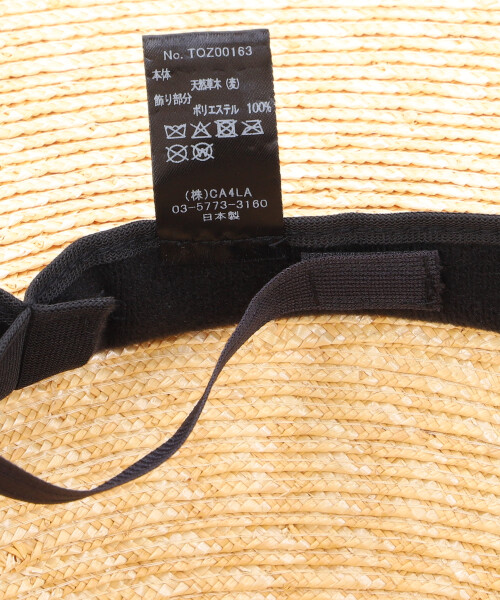 No. TQZ00163
本体
天然草木 (麦)
飾り部分
ポリエステル 100%
(株)CA4LA
03-5773-3160
日本製